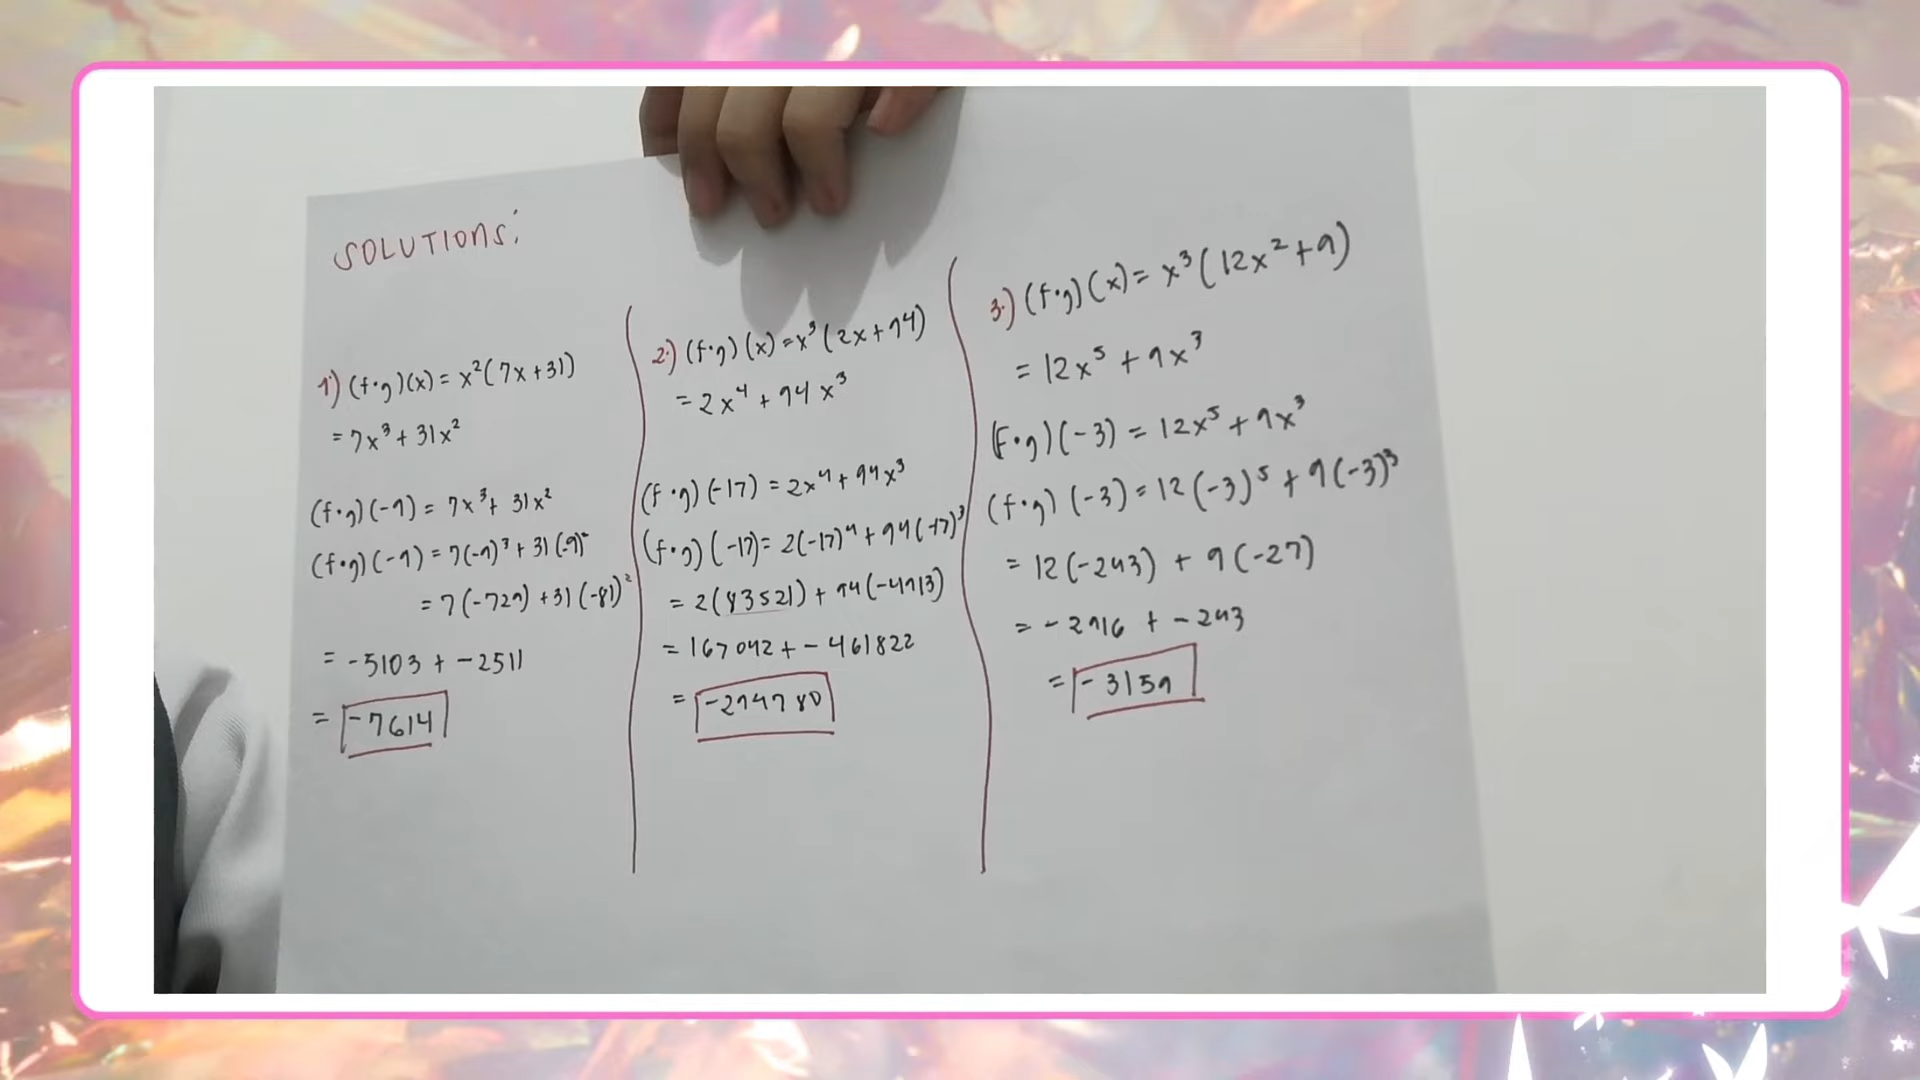 SOLUTIONS:
1.) (f·g)(x) = x²(7x+31)
= 7x³ + 31x²
(f·g)(-9) = 7x³ + 31x²
(f·g)(-9) = 7(-9)³ + 31(-9)²
= 7(-729) + 31(-81)²
= -5103 + -2511
= -7614
2.) (f·g)(x) = x³(2x+94)
= 2x⁴ + 94x³
(f·g)(-17) = 2x⁴ + 94x³
(f·g)(-17) = 2(-17)⁴ + 94(-17)³
= 2(83521) + 94(-4913)
= 167042 + - 461822
= -294780
3.) (f·g)(x) = x³(12x²+9)
= 12x⁵ + 9x³
(f·g)(-3) = 12x⁵ + 9x³
(f·g)(-3) = 12(-3)⁵ + 9(-3)³
= 12(-243) + 9(-27)
= -2916 + -243
= -3159